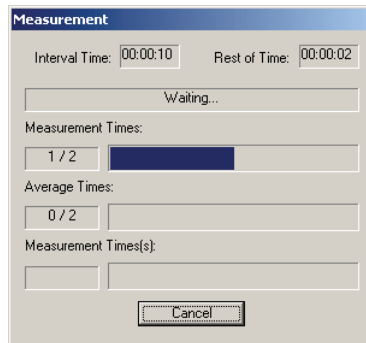 Measurement
Interval Time: 00:00:10 Rest of Time: 00:00:02
Waiting...
Measurement Times:
1 / 2
Average Times:
0 / 2
Measurement Times(s):
Cancel